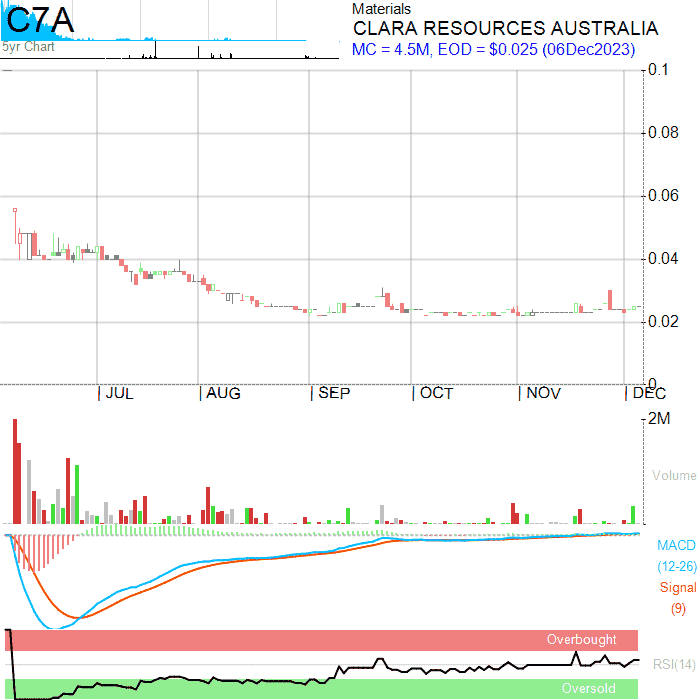 C7A
5yr Chart
Materials
CLARA RESOURCES AUSTRALIA
MC = 4.5M, EOD = $0.025 (06Dec2023)
0.1
0.08
0.06
0.04
0.02
0
JUL AUG SEP OCT NOV DEC
2M
Volume
MACD
(12-26)
Signal
(9)
Overbought
RSI(14)
Oversold